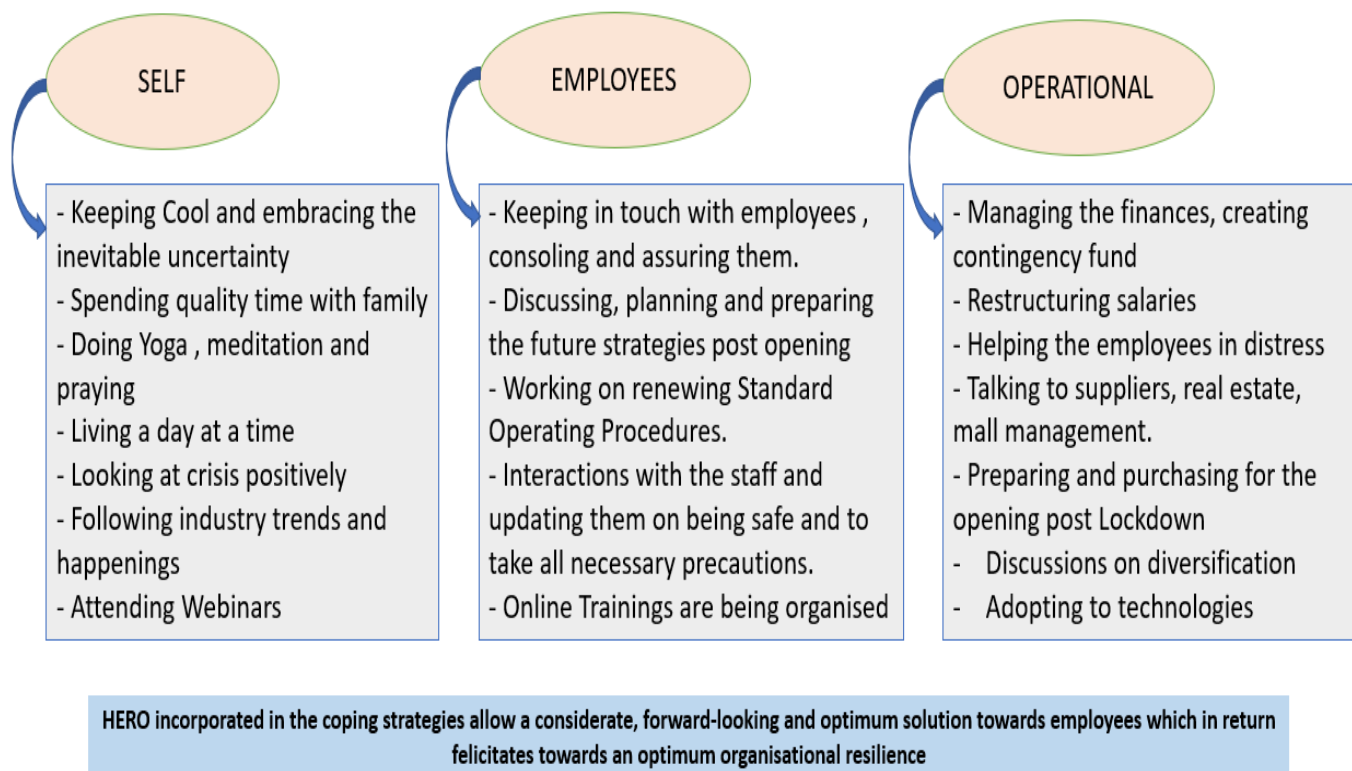 SELF
- Keeping Cool and embracing the
inevitable uncertainty
- Spending quality time with family
- Doing Yoga , meditation and
praying
- Living a day at a time
- Looking at crisis positively
- Following industry trends and
happenings
- Attending Webinars
EMPLOYEES
- Keeping in touch with employees ,
consoling and assuring them.
- Discussing, planning and preparing
the future strategies post opening
- Working on renewing Standard
Operating Procedures.
- Interactions with the staff and
updating them on being safe and to
take all necessary precautions.
- Online Trainings are being organised
OPERATIONAL
- Managing the finances, creating
contingency fund
- Restructuring salaries
- Helping the employees in distress
- Talking to suppliers, real estate,
mall management.
- Preparing and purchasing for the
opening post Lockdown
- Discussions on diversification
- Adopting to technologies
HERO incorporated in the coping strategies allow a considerate, forward-looking and optimum solution towards employees which in return
felicitates towards an optimum organisational resilience